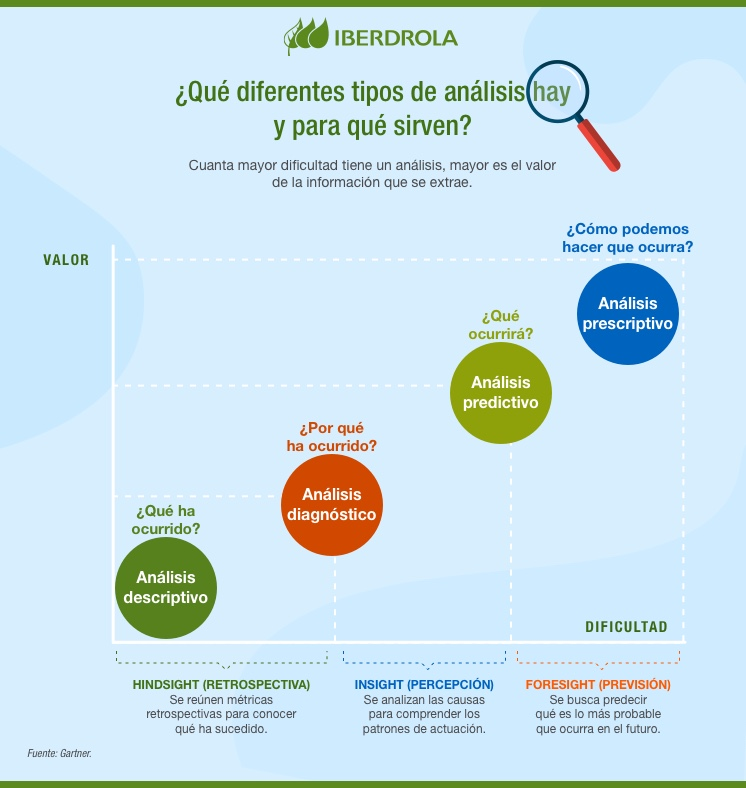 IBERDROLA
¿Qué diferentes tipos de análisis hay
y para qué sirven?
Cuanta mayor dificultad tiene un análisis, mayor es el valor
de la información que se extrae.
¿Cómo podemos
hacer que ocurra?
VALOR
Análisis
prescriptivo
¿Qué
ocurrirá?
Análisis
predictivo
¿Por qué
ha ocurrido?
Análisis
diagnóstico
¿Qué ha
ocurrido?
Análisis
descriptivo
DIFICULTAD
HINDSIGHT (RETROSPECTIVA)
Se reúnen métricas
retrospectivas para conocer
qué ha sucedido.
INSIGHT (PERCEPCIÓN)
Se analizan las causas
para comprender los
patrones de actuación.
FORESIGHT (PREVISIÓN)
Se busca predecir
qué es lo más probable
que ocurra en el futuro.
Fuente: Gartner.